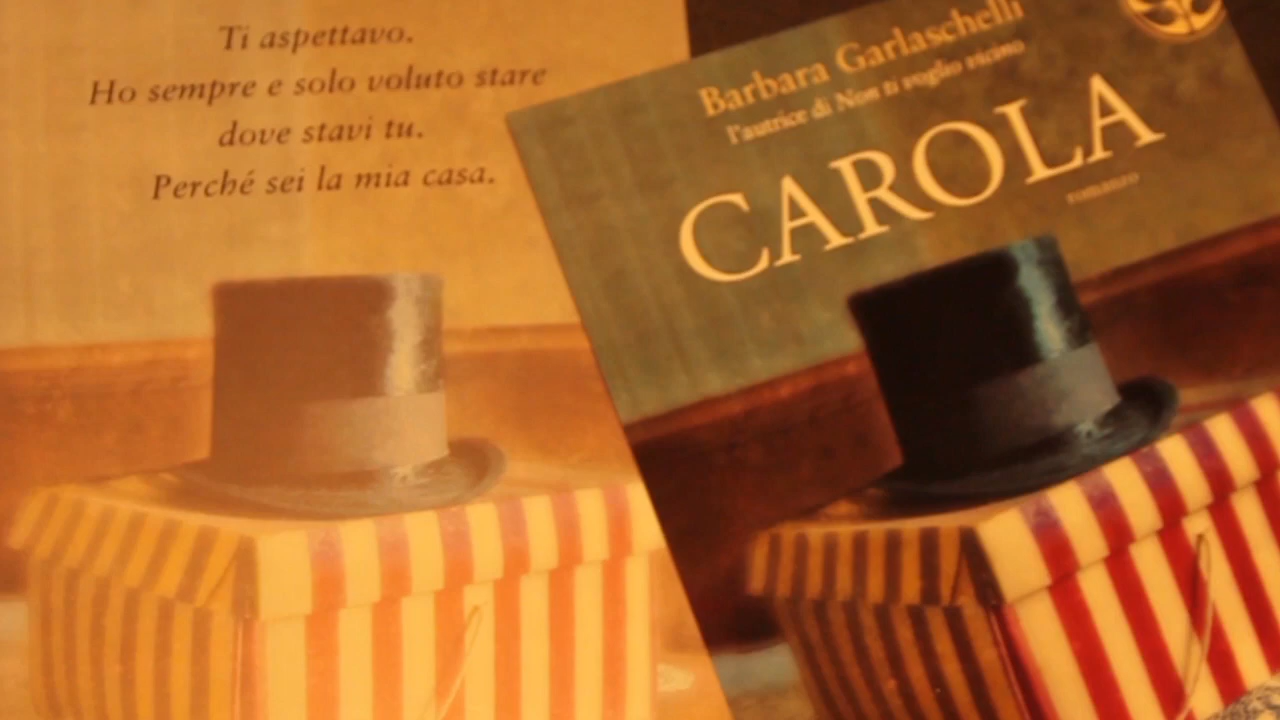 Ti aspettavo.
Ho sempre e solo voluto stare
dove stavi tu.
Perché sei la mia casa.
Barbara Garlaschelli
l'autrice di Non ti voglio vicino
CAROLA
romanzo